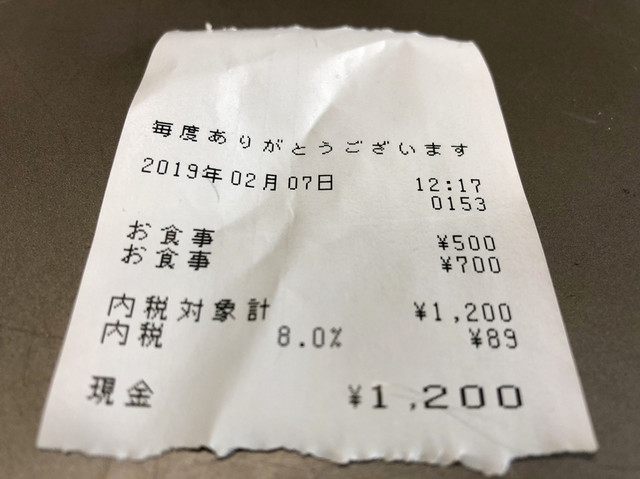 毎度ありがとうございます
2019年02月07日 12:17
0153
お食事 ¥500
お食事 ¥700
内税対象計 ¥1,200
内税 8.0% ¥89
現金 ¥1,200